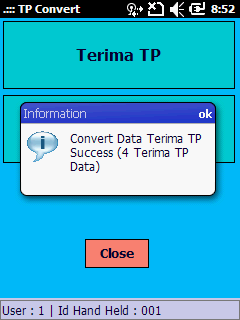 .::: TP Convert 8:52
Terima TP
Information ok
Convert Data Terima TP
Success (4 Terima TP
Data)
Close
User : 1 | Id Hand Held : 001